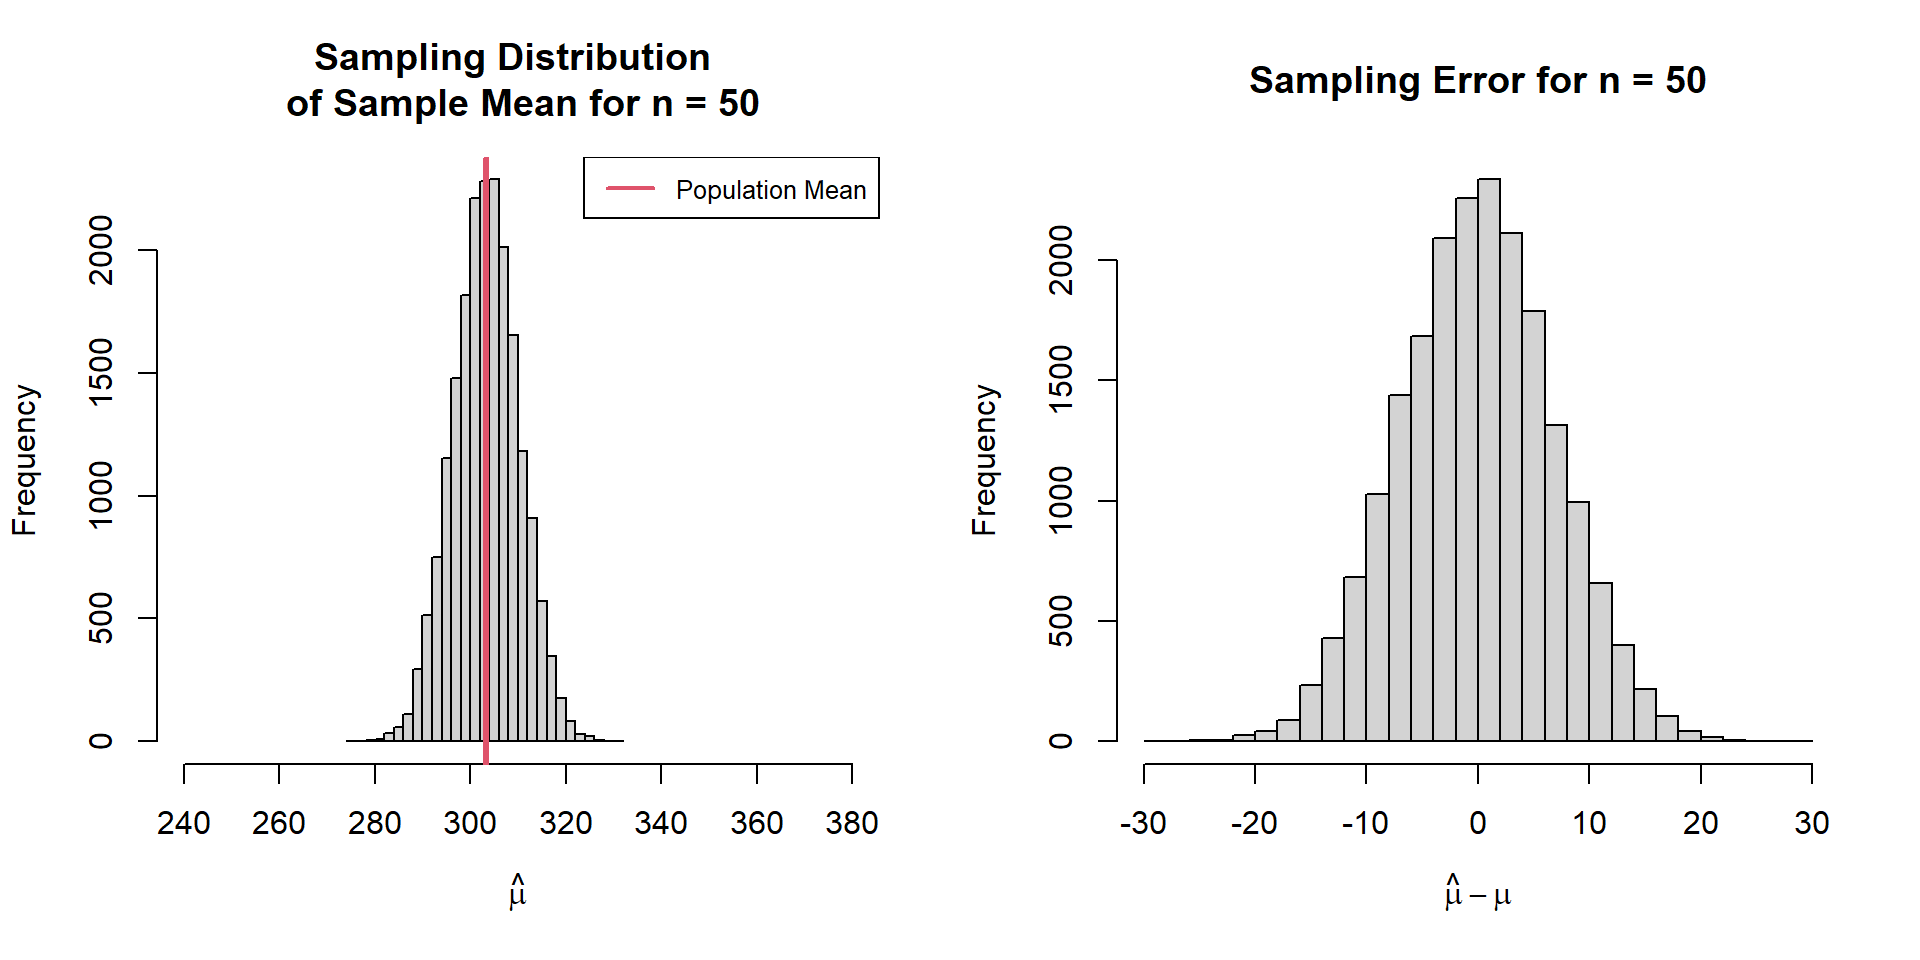 Sampling Distribution
of Sample Mean for n = 50
Population Mean
Frequency
0
500
1000
1500
2000
240 260 280 300 320 340 360 380
μ̂
Sampling Error for n = 50
Frequency
0
500
1000
1500
2000
-30 -20 -10 0 10 20 30
μ̂ − μ